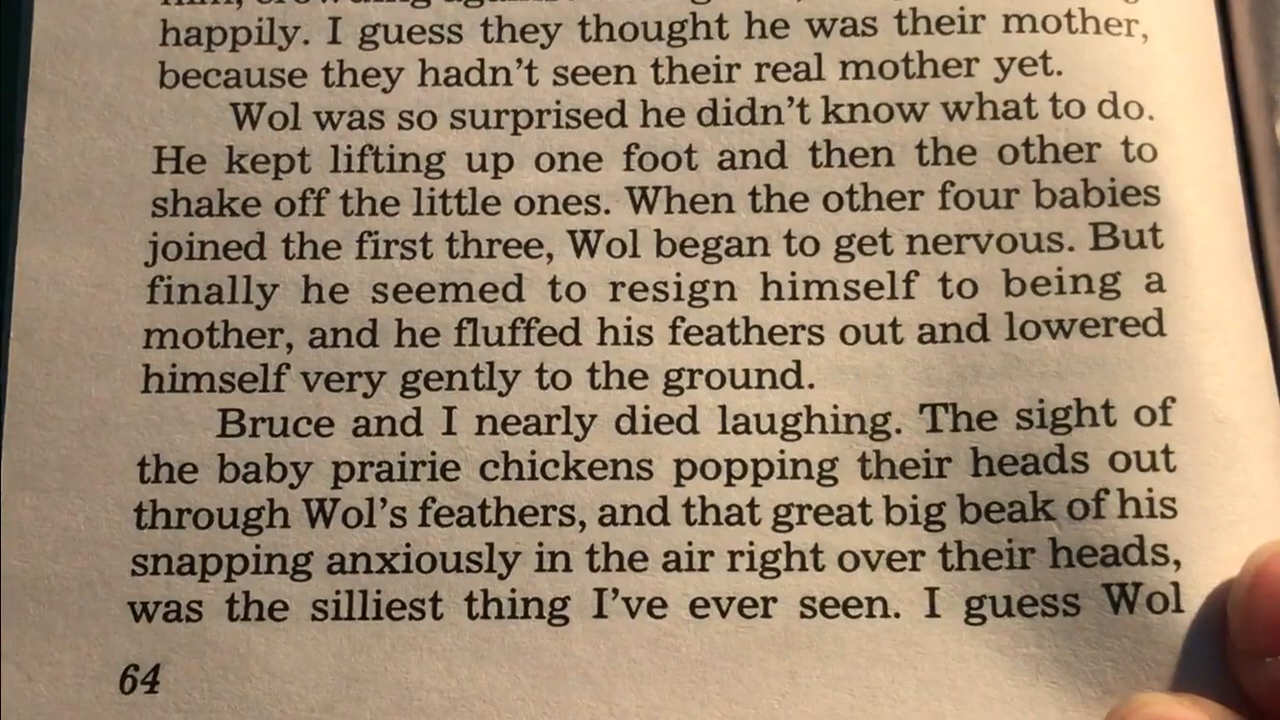 happily. I guess they thought he was their mother,
because they hadn't seen their real mother yet.
Wol was so surprised he didn't know what to do.
He kept lifting up one foot and then the other to
shake off the little ones. When the other four babies
joined the first three, Wol began to get nervous. But
finally he seemed to resign himself to being a
mother, and he fluffed his feathers out and lowered
himself very gently to the ground.
Bruce and I nearly died laughing. The sight of
the baby prairie chickens popping their heads out
through Wol's feathers, and that great big beak of his
snapping anxiously in the air right over their heads,
was the silliest thing I've ever seen. I guess Wol
64